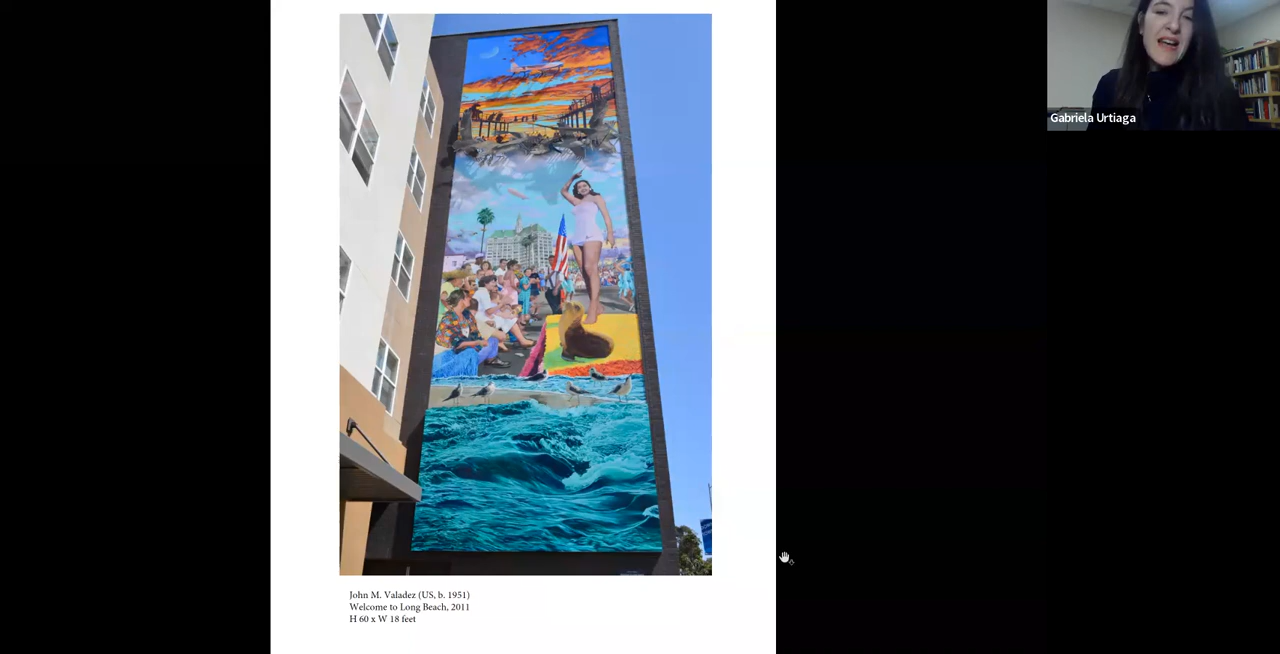 Gabriela Urtiaga
John M. Valadez (US, b. 1951)
Welcome to Long Beach, 2011
H 60 x W 18 feet